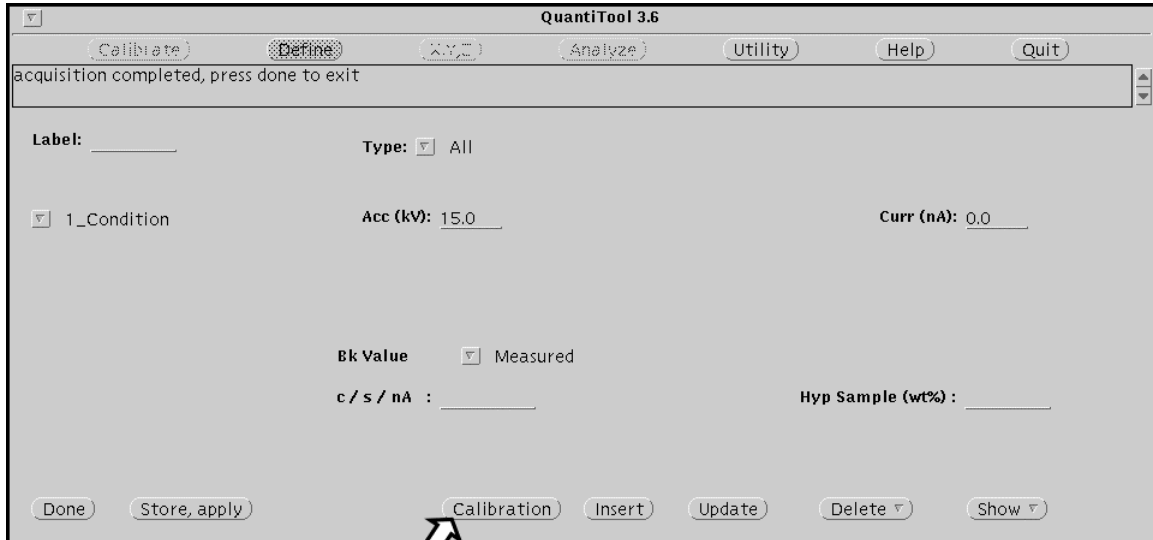 QuantiTool 3.6
Calibrate Define X,Y,Z Analyze Utility Help Quit
acquisition completed, press done to exit
Label: Type: All
1_Condition Acc (kV): 15.0 Curr (nA): 0.0
Bk Value Measured
c / s / nA : Hyp Sample (wt%) :
Done Store, apply Calibration Insert Update Delete Show